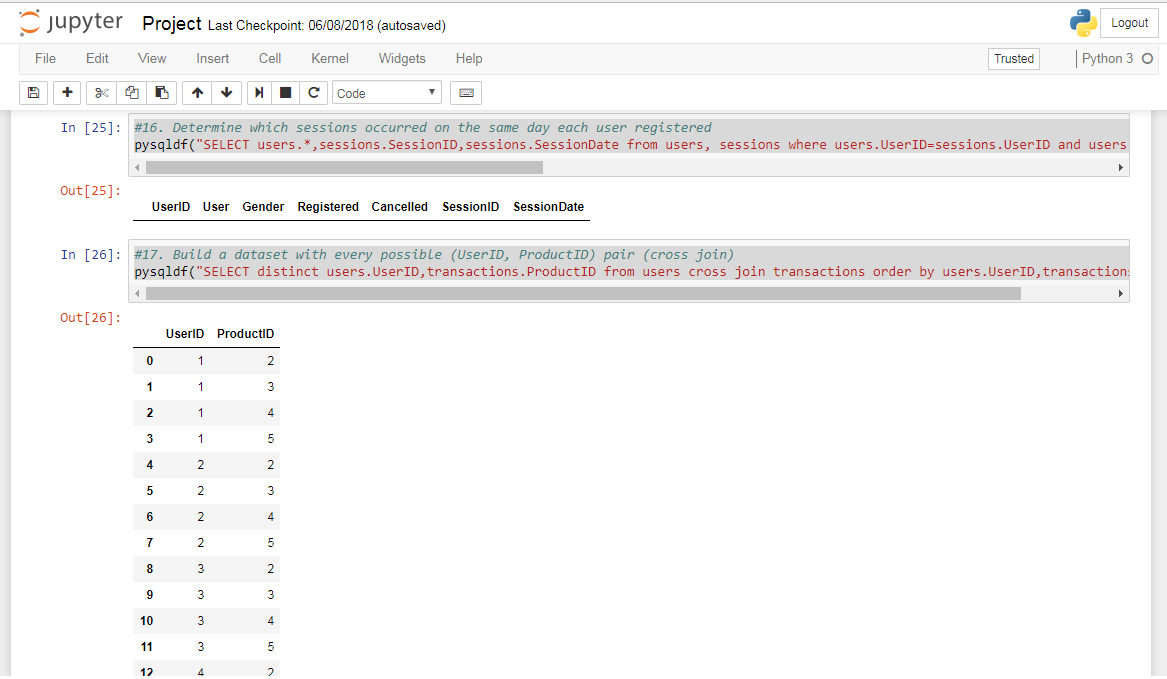 jupyter Project Last Checkpoint: 06/08/2018 (autosaved) Logout
File Edit View Insert Cell Kernel Widgets Help Trusted Python 3
Code
In [25]: #16. Determine which sessions occurred on the same day each user registered
pysqldf("SELECT users.*,sessions.SessionID,sessions.SessionDate from users, sessions where users.UserID=sessions.UserID and users
Out[25]:
UserID User Gender Registered Cancelled SessionID SessionDate
In [26]: #17. Build a dataset with every possible (UserID, ProductID) pair (cross join)
pysqldf("SELECT distinct users.UserID,transactions.ProductID from users cross join transactions order by users.UserID,transactions
Out[26]:
UserID ProductID
0 1 2
1 1 3
2 1 4
3 1 5
4 2 2
5 2 3
6 2 4
7 2 5
8 3 2
9 3 3
10 3 4
11 3 5
12 4 2